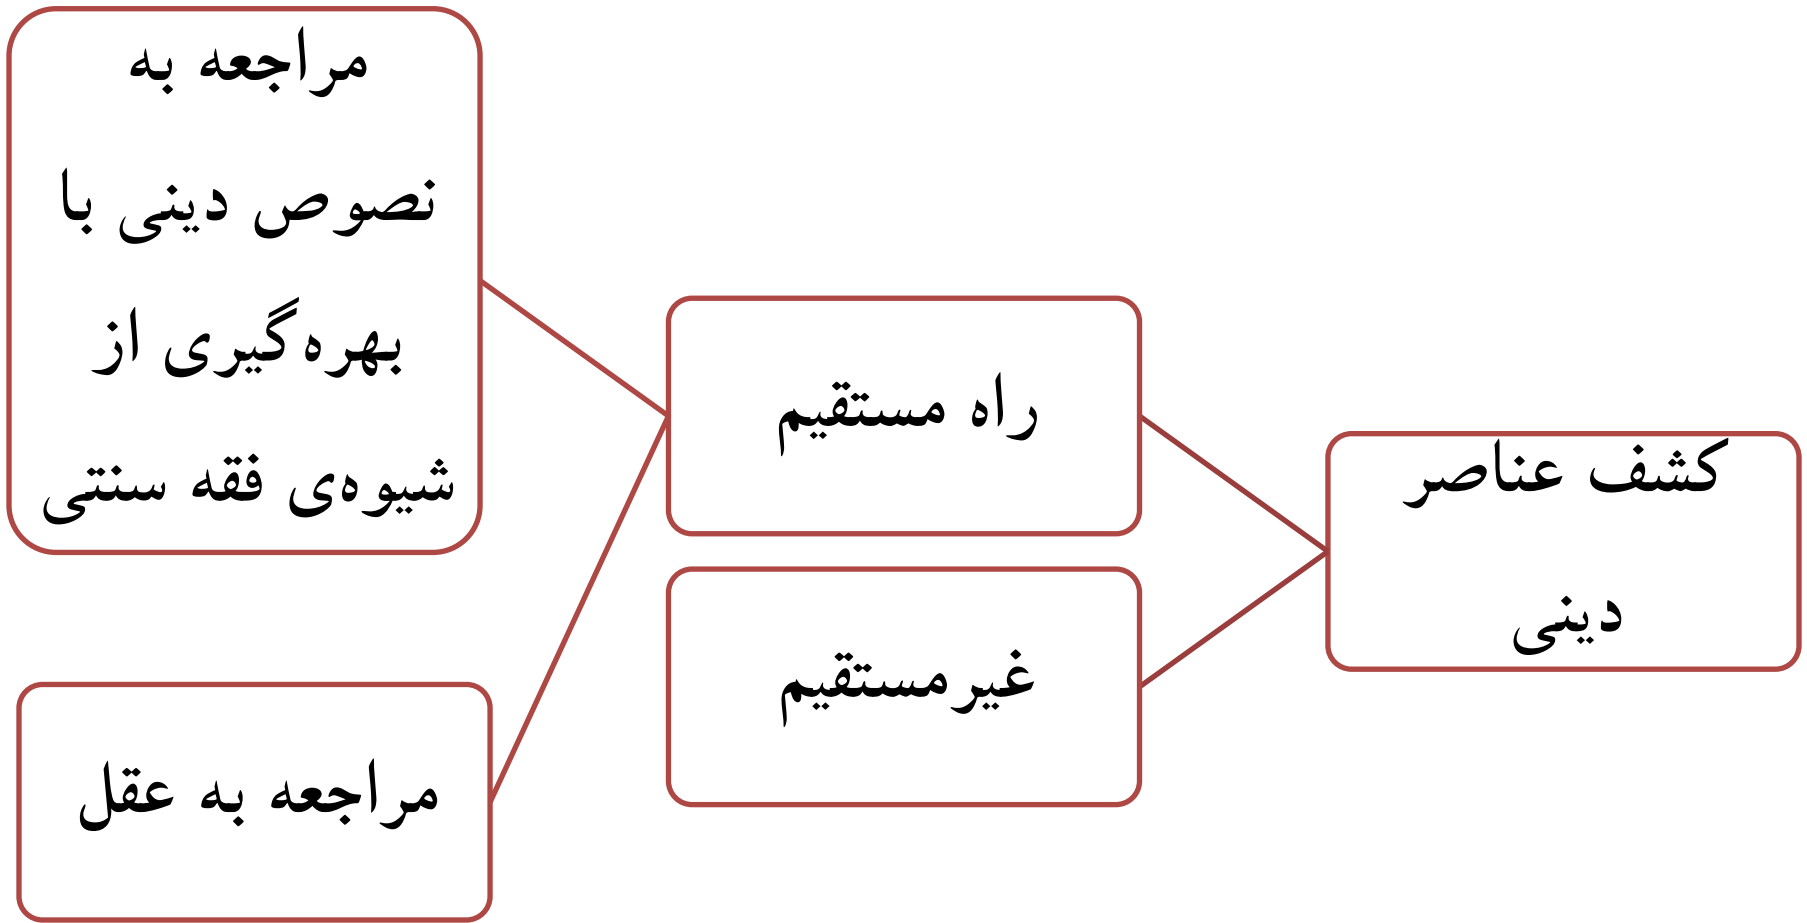 کشف عناصر
دینی
راه مستقیم
غیرمستقیم
مراجعه به
نصوص دینی با
بهره‌گیری از
شیوه‌ی فقه سنتی
مراجعه به عقل